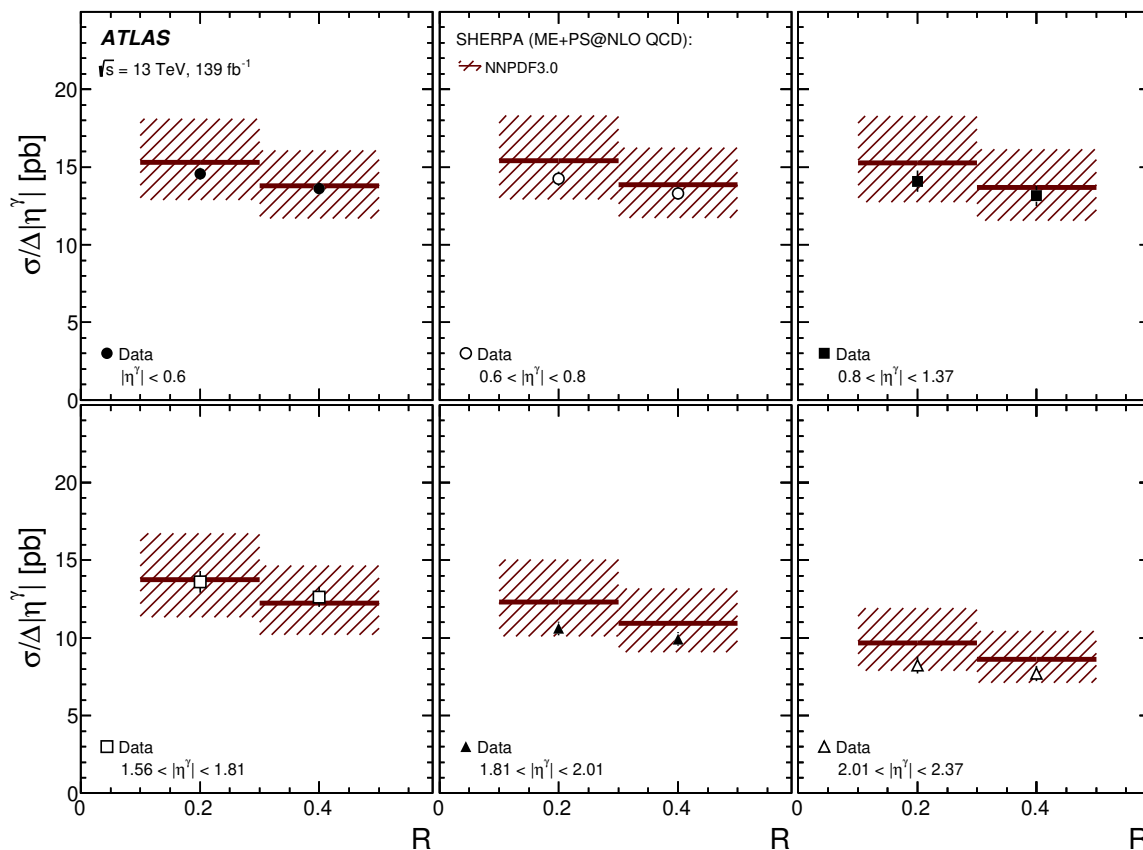 ATLAS
√s = 13 TeV, 139 fb⁻¹
SHERPA (ME+PS@NLO QCD):
NNPDF3.0
σ/Δ|η^γ| [pb]
20
15
10
5
0
Data
|η^γ| < 0.6
Data
0.6 < |η^γ| < 0.8
Data
0.8 < |η^γ| < 1.37
σ/Δ|η^γ| [pb]
20
15
10
5
0
Data
1.56 < |η^γ| < 1.81
Data
1.81 < |η^γ| < 2.01
Data
2.01 < |η^γ| < 2.37
0 0.2 0.4
0 0.2 0.4
0 0.2 0.4
R
R
R